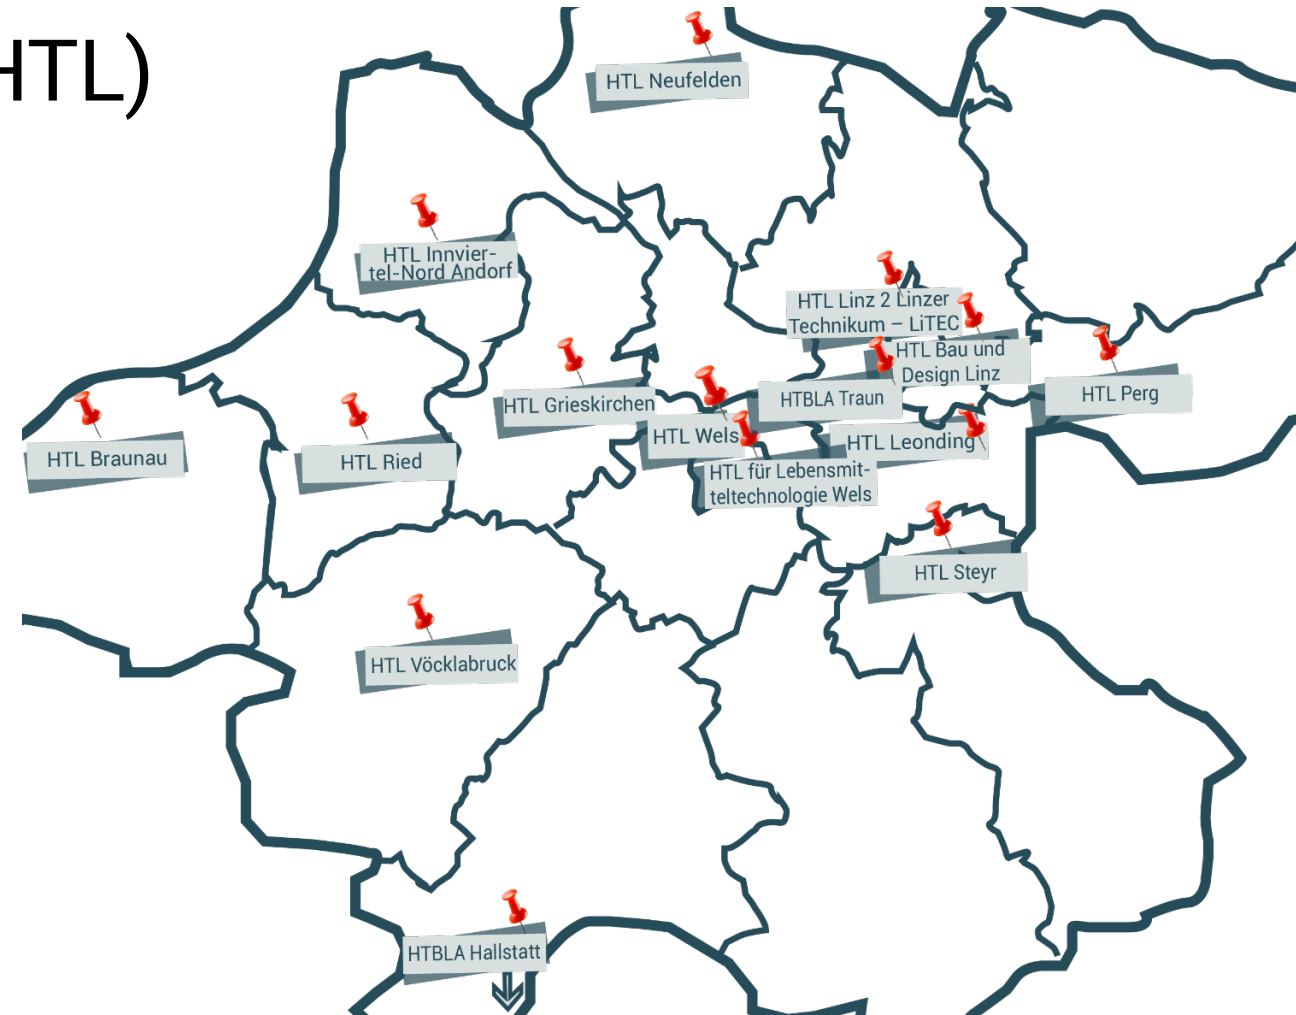 HTL)
HTL Neufelden
HTL Innvier-
tel-Nord Andorf
HTL Linz 2 Linzer
Technikum – LiTEC
HTL Bau und
Design Linz
HTL Perg
HTBLA Traun
HTL Grieskirchen
HTL Wels
HTL Leonding
HTL Braunau
HTL Ried
HTL für Lebensmit-
teltechnologie Wels
HTL Steyr
HTL Vöcklabruck
HTBLA Hallstatt